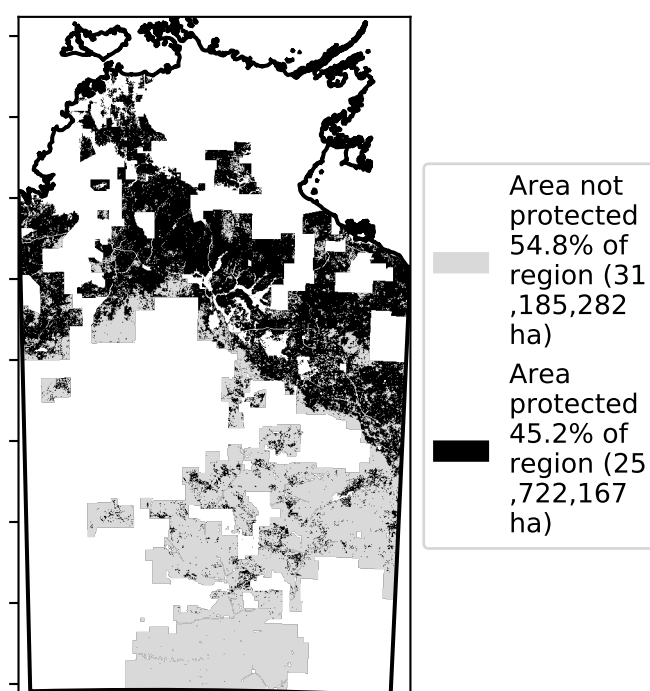 Area not
protected
54.8% of
region (31
,185,282
ha)
Area
protected
45.2% of
region (25
,722,167
ha)